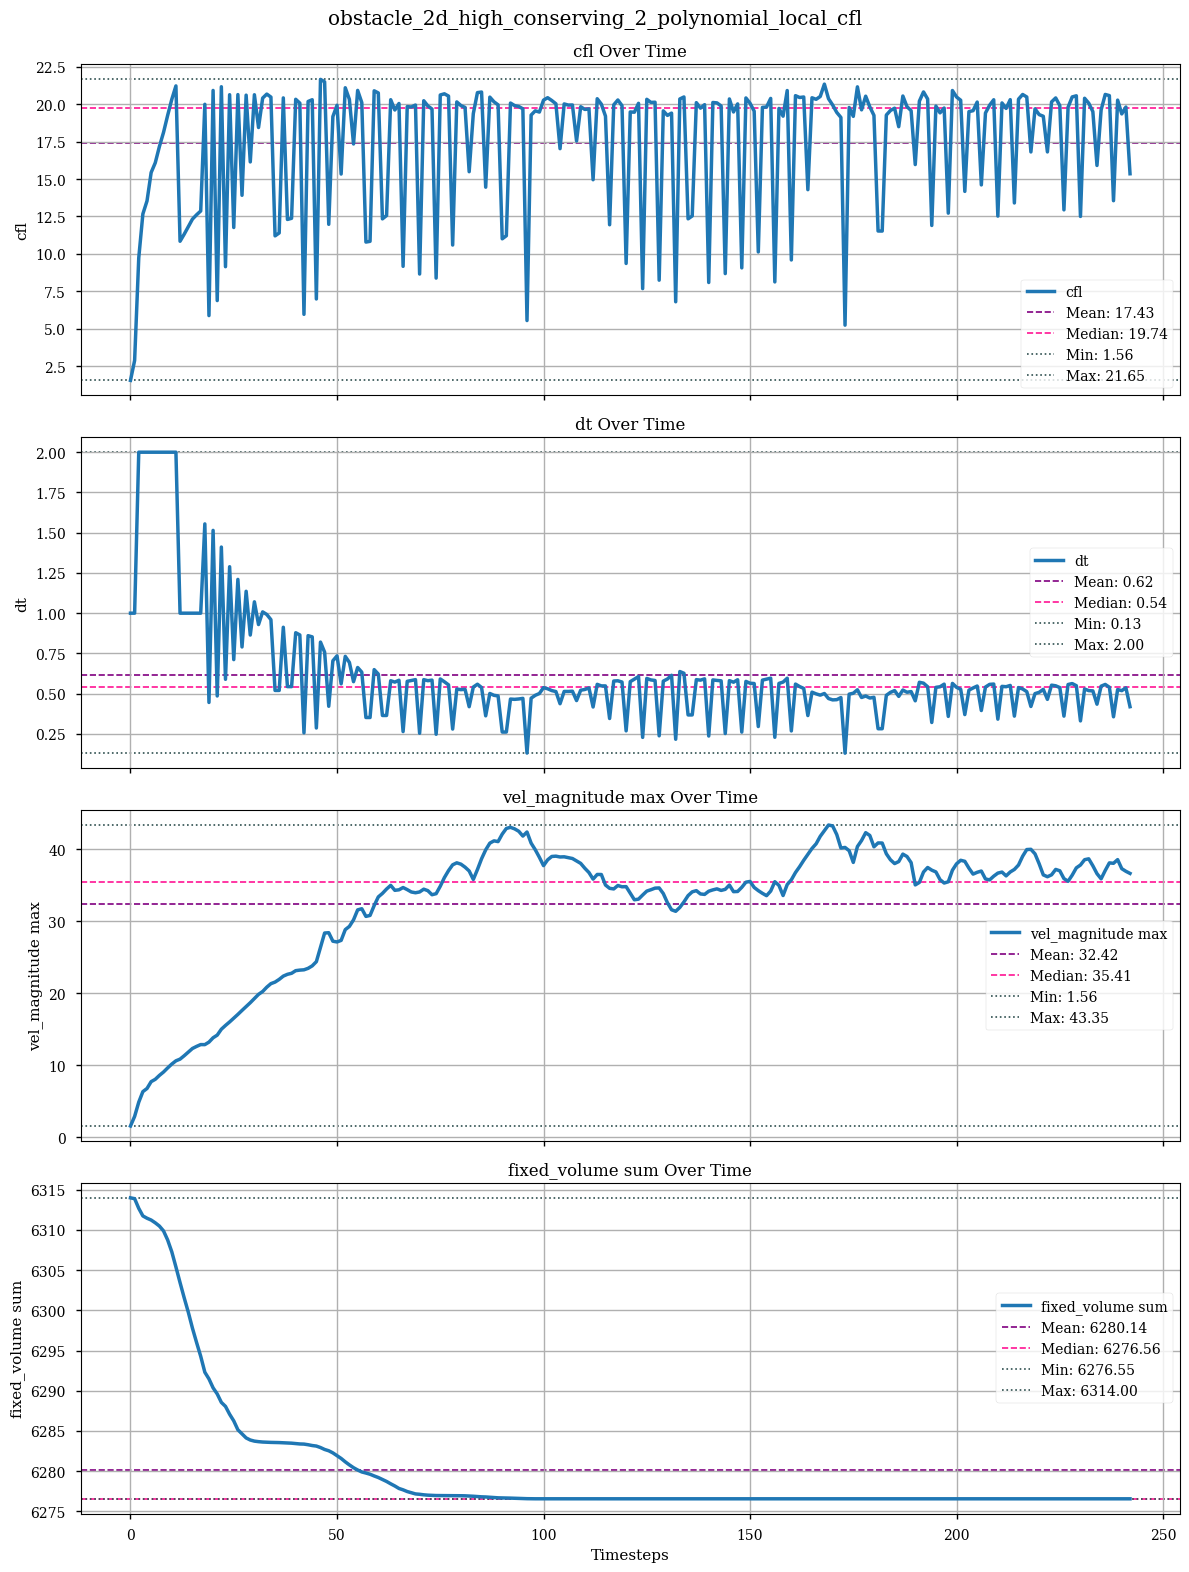 obstacle_2d_high_conserving_2_polynomial_local_cfl
cfl Over Time
22.5
20.0
17.5
15.0
12.5
10.0
7.5
5.0
2.5
cfl
cfl
Mean: 17.43
Median: 19.74
Min: 1.56
Max: 21.65
dt Over Time
2.00
1.75
1.50
1.25
1.00
0.75
0.50
0.25
dt
dt
Mean: 0.62
Median: 0.54
Min: 0.13
Max: 2.00
vel_magnitude max Over Time
40
30
20
10
0
vel_magnitude max
vel_magnitude max
Mean: 32.42
Median: 35.41
Min: 1.56
Max: 43.35
fixed_volume sum Over Time
6315
6310
6305
6300
6295
6290
6285
6280
6275
fixed_volume sum
fixed_volume sum
Mean: 6280.14
Median: 6276.56
Min: 6276.55
Max: 6314.00
0
50
100
150
200
250
Timesteps